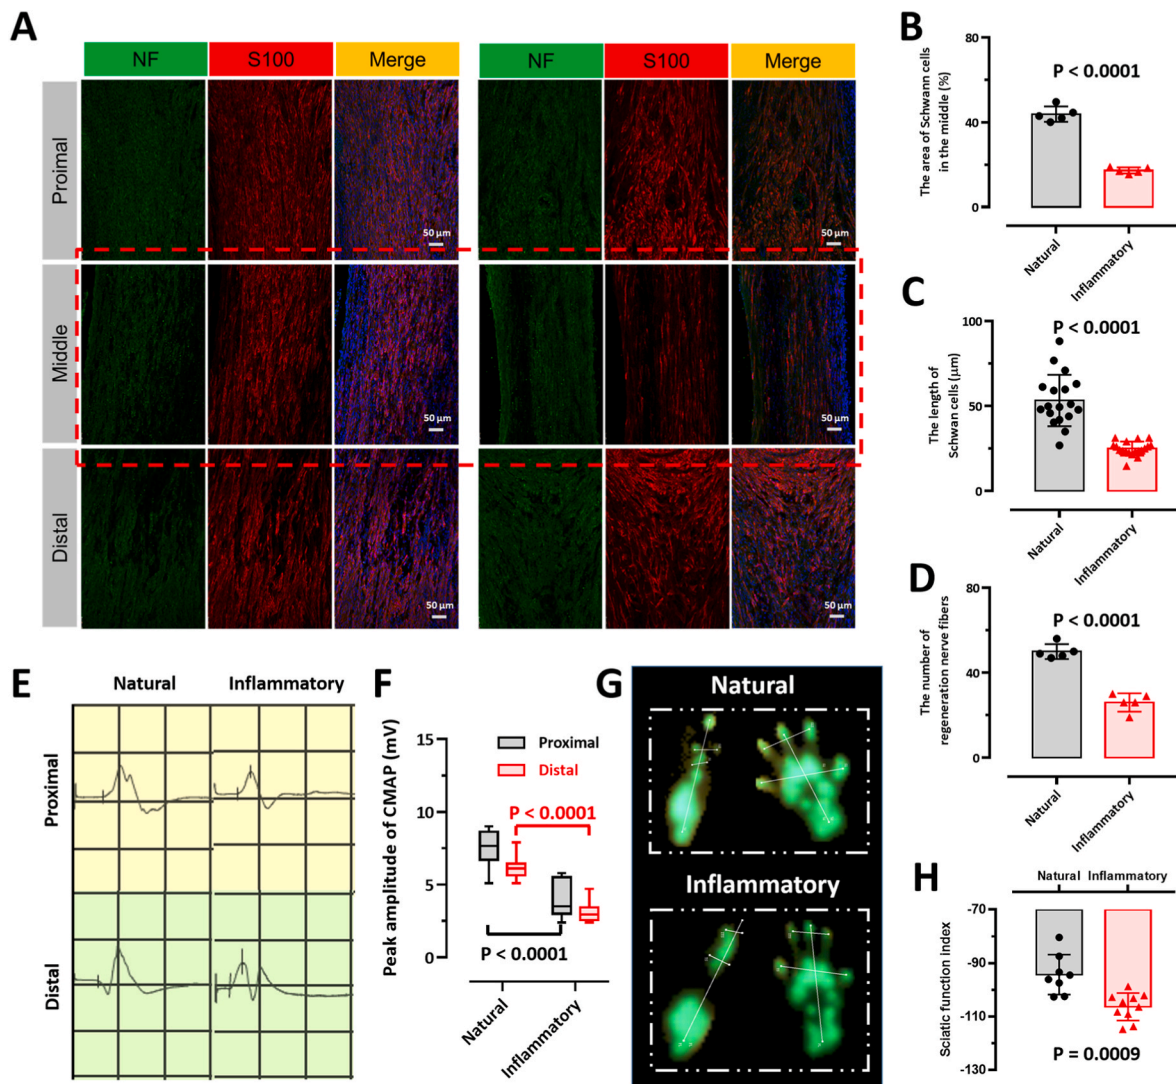 A
NF S100 Merge NF S100 Merge
Proimal
50 µm 50 µm
Middle
50 µm 50 µm
Distal
50 µm 50 µm
B
The area of Schwann cells
in the middle (%)
80
40
0
P < 0.0001
Natural
Inflammatory
C
The length of
Schwan cells (µm)
100
50
0
P < 0.0001
Natural
Inflammatory
D
The number of
regeneration nerve fibers
80
40
0
P < 0.0001
Natural
Inflammatory
E
Natural Inflammatory
Proximal
Distal
F
Peak amplitude of CMAP (mV)
15
10
5
0
Proximal
Distal
P < 0.0001
P < 0.0001
Natural
Inflammatory
G
Natural
Inflammatory
H
Natural Inflammatory
Sciatic function index
-70
-90
-110
-130
P = 0.0009